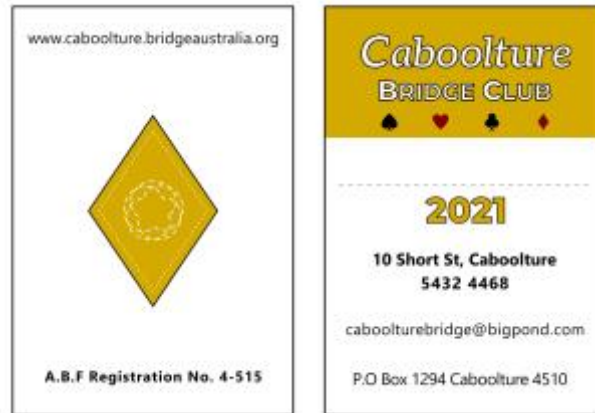 www.caboolture.bridgeaustralia.org
A.B.F Registration No. 4-515
Caboolture
BRIDGE CLUB
2021
10 Short St, Caboolture
5432 4468
caboolturebridge@bigpond.com
P.O Box 1294 Caboolture 4510